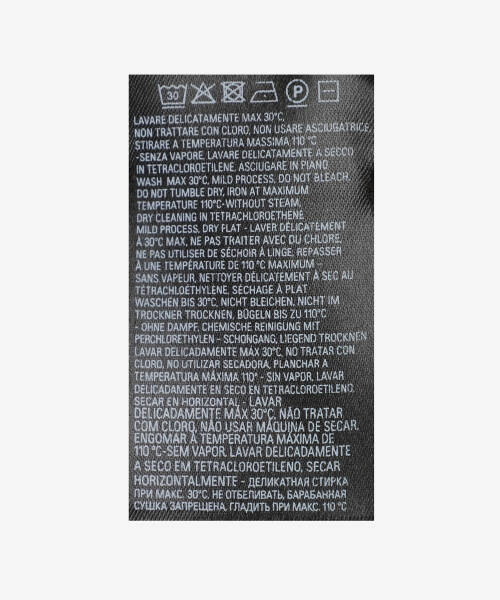 30
P
LAVARE DELICATAMENTE MAX 30°C,
NON TRATTARE CON CLORO, NON USARE ASCIUGATRICE,
STIRARE A TEMPERATURA MASSIMA 110 °C
-SENZA VAPORE, LAVARE DELICATAMENTE A SECCO
IN TETRACLOROETILENE, ASCIUGARE IN PIANO
WASH MAX 30°C, MILD PROCESS, DO NOT BLEACH,
DO NOT TUMBLE DRY, IRON AT MAXIMUM
TEMPERATURE 110°C-WITHOUT STEAM,
DRY CLEANING IN TETRACHLOROETHENE
MILD PROCESS, DRY FLAT - LAVER DÉLICATEMENT
À 30°C MAX, NE PAS TRAITER AVEC DU CHLORE,
NE PAS UTILISER DE SÉCHOIR À LINGE, REPASSER
À UNE TEMPÉRATURE DE 110 °C MAXIMUM –
SANS VAPEUR, NETTOYER DÉLICATEMENT À SEC AU
TÉTRACHLOÉTHYLENE, SÉCHAGE À PLAT
WASCHEN BIS 30°C, NICHT BLEICHEN, NICHT IM
TROCKNER TROCKNEN, BÜGELN BIS ZU 110°C
- OHNE DAMPF, CHEMISCHE REINIGUNG MIT
PERCHLORETHYLEN – SCHONGANG, LIEGEND TROCKNEN
LAVAR DELICADAMENTE MÁX 30°C, NO TRATAR CON
CLORO, NO UTILIZAR SECADORA, PLANCHAR A
TEMPERATURA MÁXIMA 110° - SIN VAPOR, LAVAR
DELICADAMENTE EN SECO EN TETRACLOROETILENO,
SECAR EN HORIZONTAL - LAVAR
DELICADAMENTE MÁX 30°C, NÃO TRATAR
COM CLORO, NÃO USAR MÁQUINA DE SECAR,
ENGOMAR À TEMPERATURA MÁXIMA DE
110 °C-SEM VAPOR, LAVAR DELICADAMENTE
A SECO EM TETRACLOROETILENO, SECAR
HORIZONTALMENTE - ДЕЛИКАТНАЯ СТИРКА
ПРИ МАКС. 30°C, НЕ ОТБЕЛИВАТЬ, БАРАБАННАЯ
СУШКА ЗАПРЕЩЕНА, ГЛАДИТЬ ПРИ МАКС. 110 °C